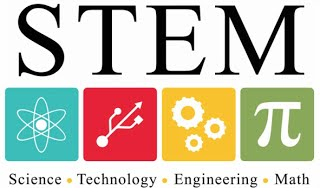 STEM
π
Science • Technology • Engineering • Math